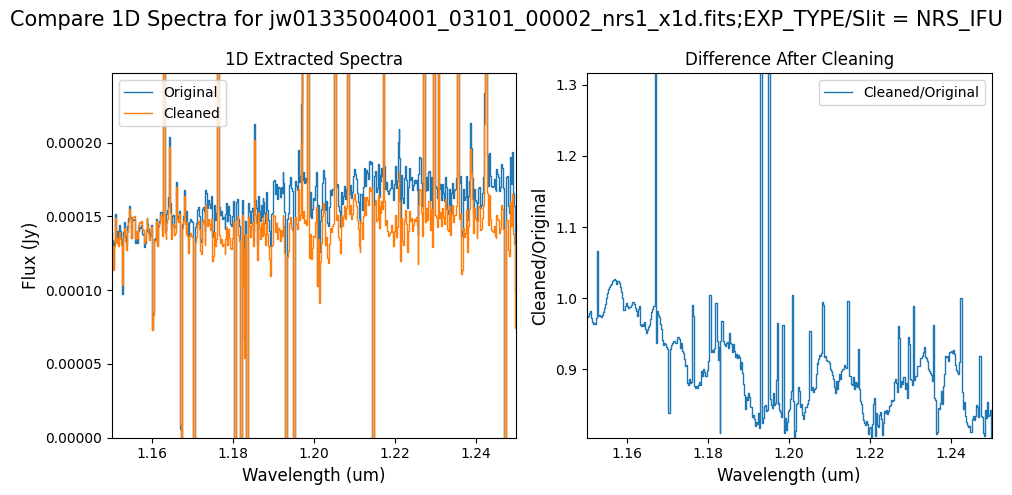 Compare 1D Spectra for jw01335004001_03101_00002_nrs1_x1d.fits;EXP_TYPE/Slit = NRS_IFU
1D Extracted Spectra
Original
Cleaned
Flux (Jy)
0.00020
0.00015
0.00010
0.00005
0.00000
1.16
1.18
1.20
1.22
1.24
Wavelength (um)
Difference After Cleaning
Cleaned/Original
Cleaned/Original
1.3
1.2
1.1
1.0
0.9
1.16
1.18
1.20
1.22
1.24
Wavelength (um)